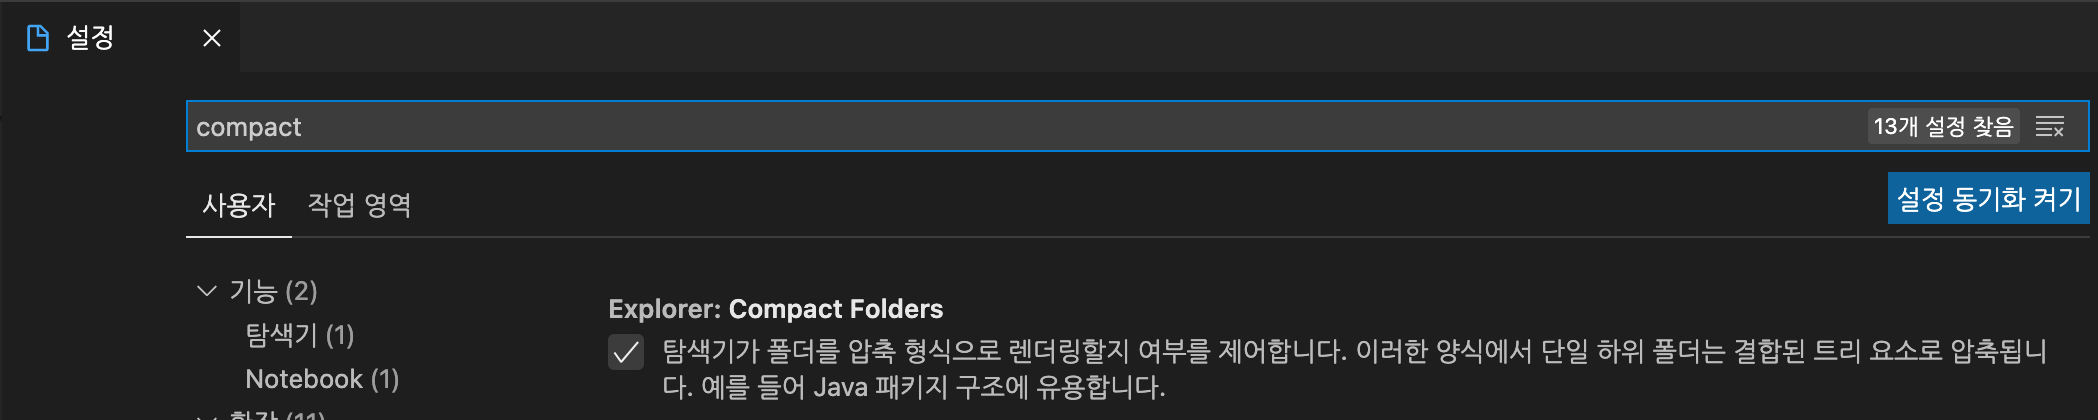 설정
compact
13개 설정 찾음
사용자 작업 영역
설정 동기화 켜기
기능 (2)
탐색기 (1)
Notebook (1)
Explorer: Compact Folders
탐색기가 폴더를 압축 형식으로 렌더링할지 여부를 제어합니다. 이러한 양식에서 단일 하위 폴더는 결합된 트리 요소로 압축됩니
다. 예를 들어 Java 패키지 구조에 유용합니다.